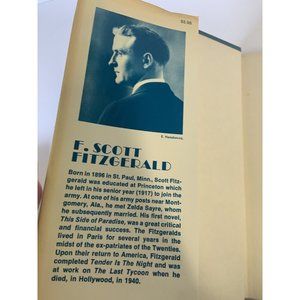 F. SCOTT
FITZGERALD
Born in 1896 in St. Paul, Minn., Scott Fitz-
gerald was educated at Princeton which
he left in his senior year (1917) to join the
army. At one of his army posts near Mont-
gomery, Ala., he met Zelda Sayre, whom
he subsequently married. His first novel,
This Side of Paradise, was a great critical
and financial success. The Fitzgeralds
lived in Paris for several years in the
midst of the ex-patriates of the Twenties.
Upon their return to America, Fitzgerald
completed Tender Is The Night and was
at work on The Last Tycoon when he
died, in Hollywood, in 1940.